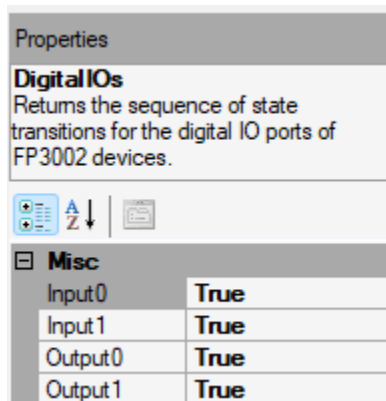 Properties
DigitalIOs
Returns the sequence of state
transitions for the digital IO ports of
FP3002 devices.
Misc
Input0 True
Input1 True
Output0 True
Output1 True